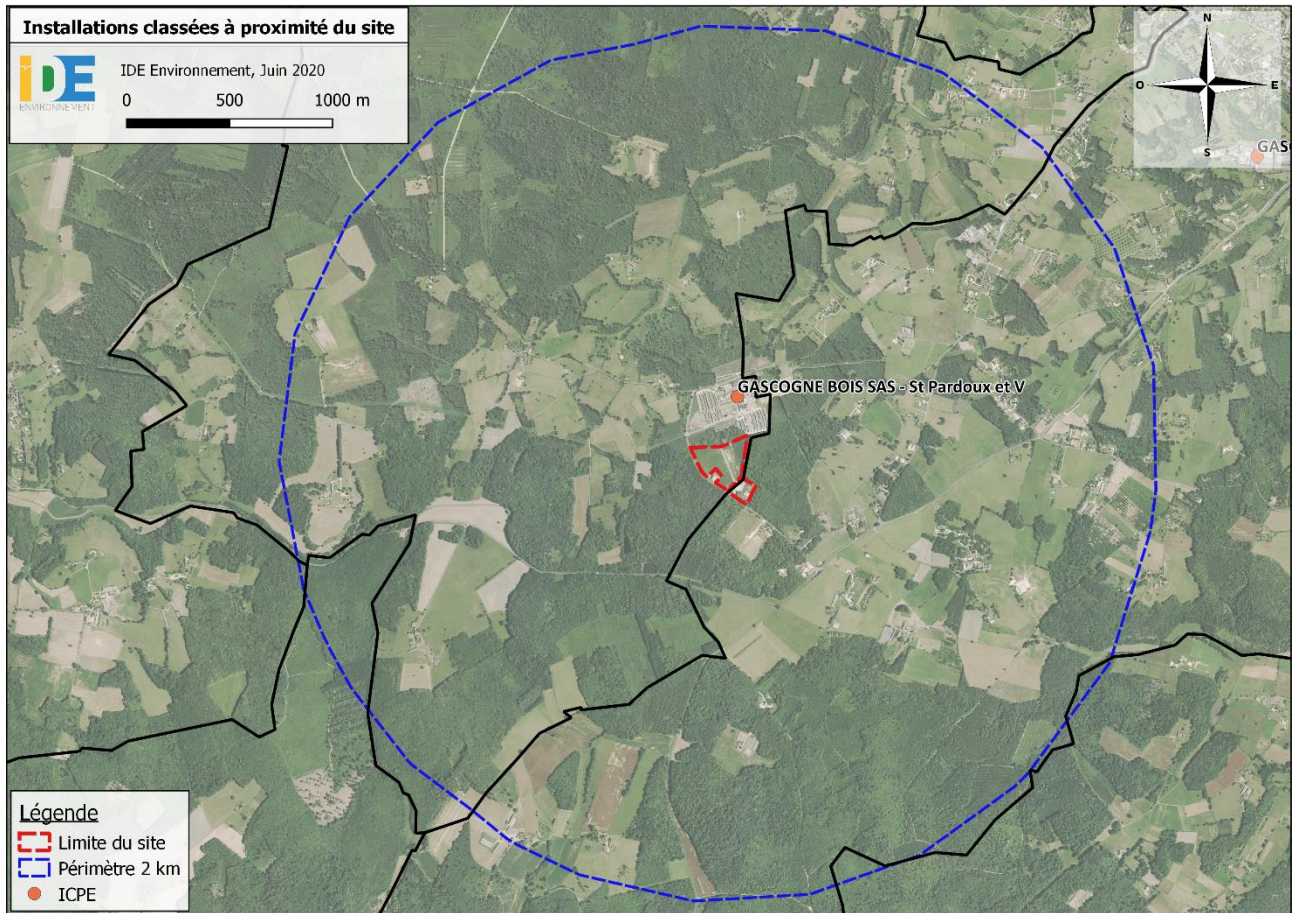 Installations classées à proximité du site
iDE
ENVIRONNEMENT
IDE Environnement, Juin 2020
0 500 1000 m
N
O E
S
GASC
GASCOGNE BOIS SAS - St Pardoux et V
Légende
Limite du site
Périmètre 2 km
ICPE